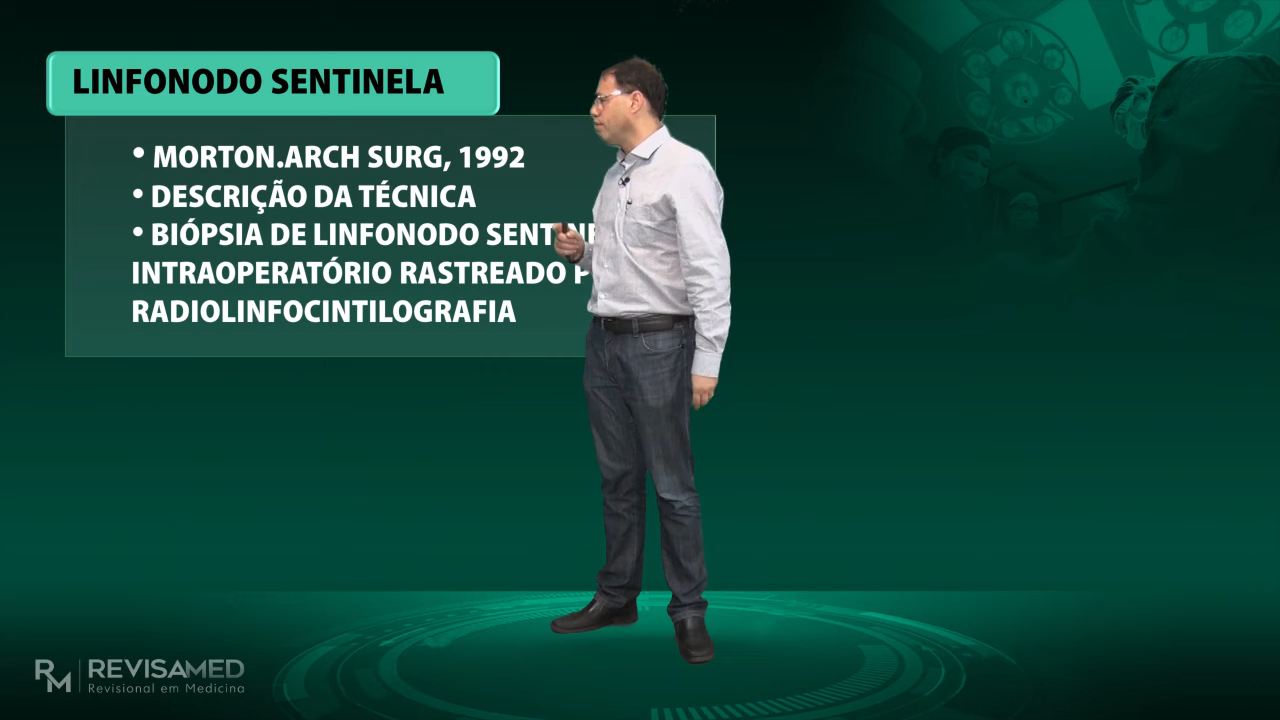 LINFONODO SENTINELA
• MORTON.ARCH SURG, 1992
• DESCRIÇÃO DA TÉCNICA
• BIÓPSIA DE LINFONODO
INTRAOPERATÓRIO RASTREADO
RADIOLINFOCINTILOGRAFIA
RM REVISAMED
Revisional em Medicina